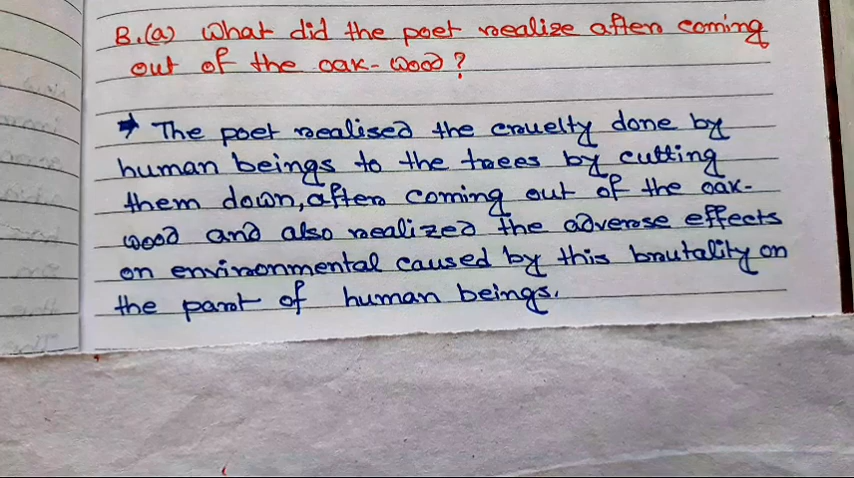 B.(a) What did the poet realize after coming
out of the oak-wood?
→ The poet realised the cruelty done by
human beings to the trees by cutting
them down, after coming out of the oak-
wood and also realized the adverse effects
on environmental caused by this brutality on
the part of human beings.